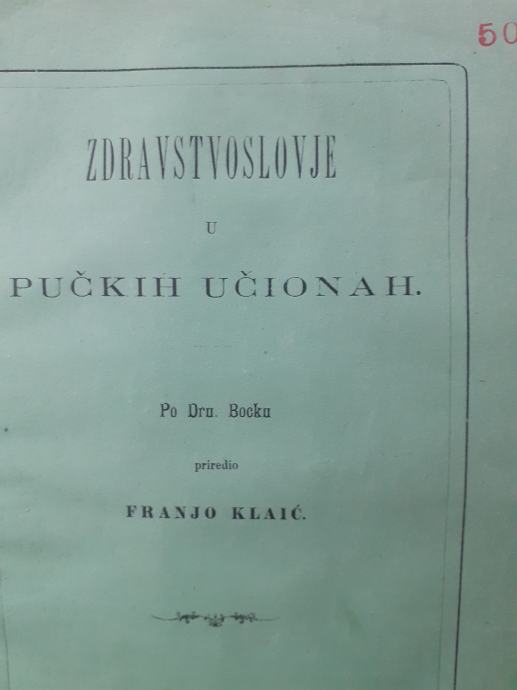 50
ZDRAVSTVOSLOVJE
U
PUČKIH UČIONAH.
Po Dru. Bocku
priredio
FRANJO KLAIĆ.